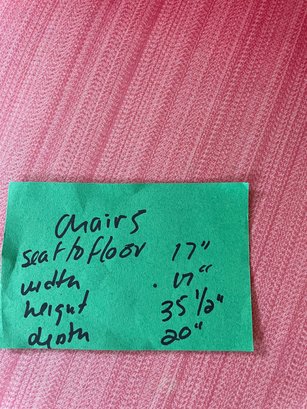 chairs
seat to floor 17"
width 17"
height 35 1/2"
depth 20"